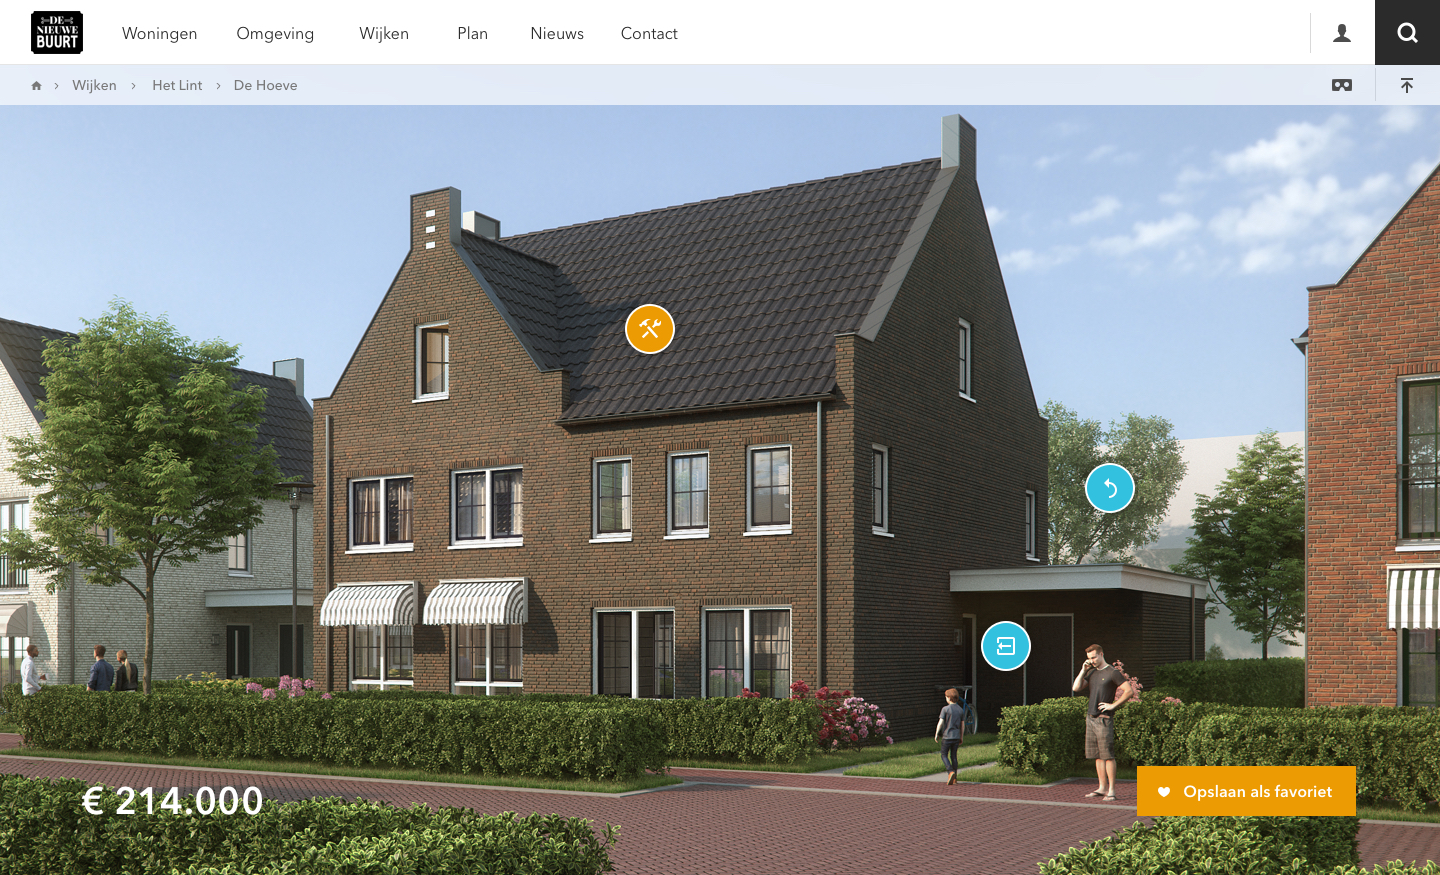 DE
NIEUWE
BUURT
Woningen
Omgeving
Wijken
Plan
Nieuws
Contact
Wijken
Het Lint
De Hoeve
€ 214.000
Opslaan als favoriet